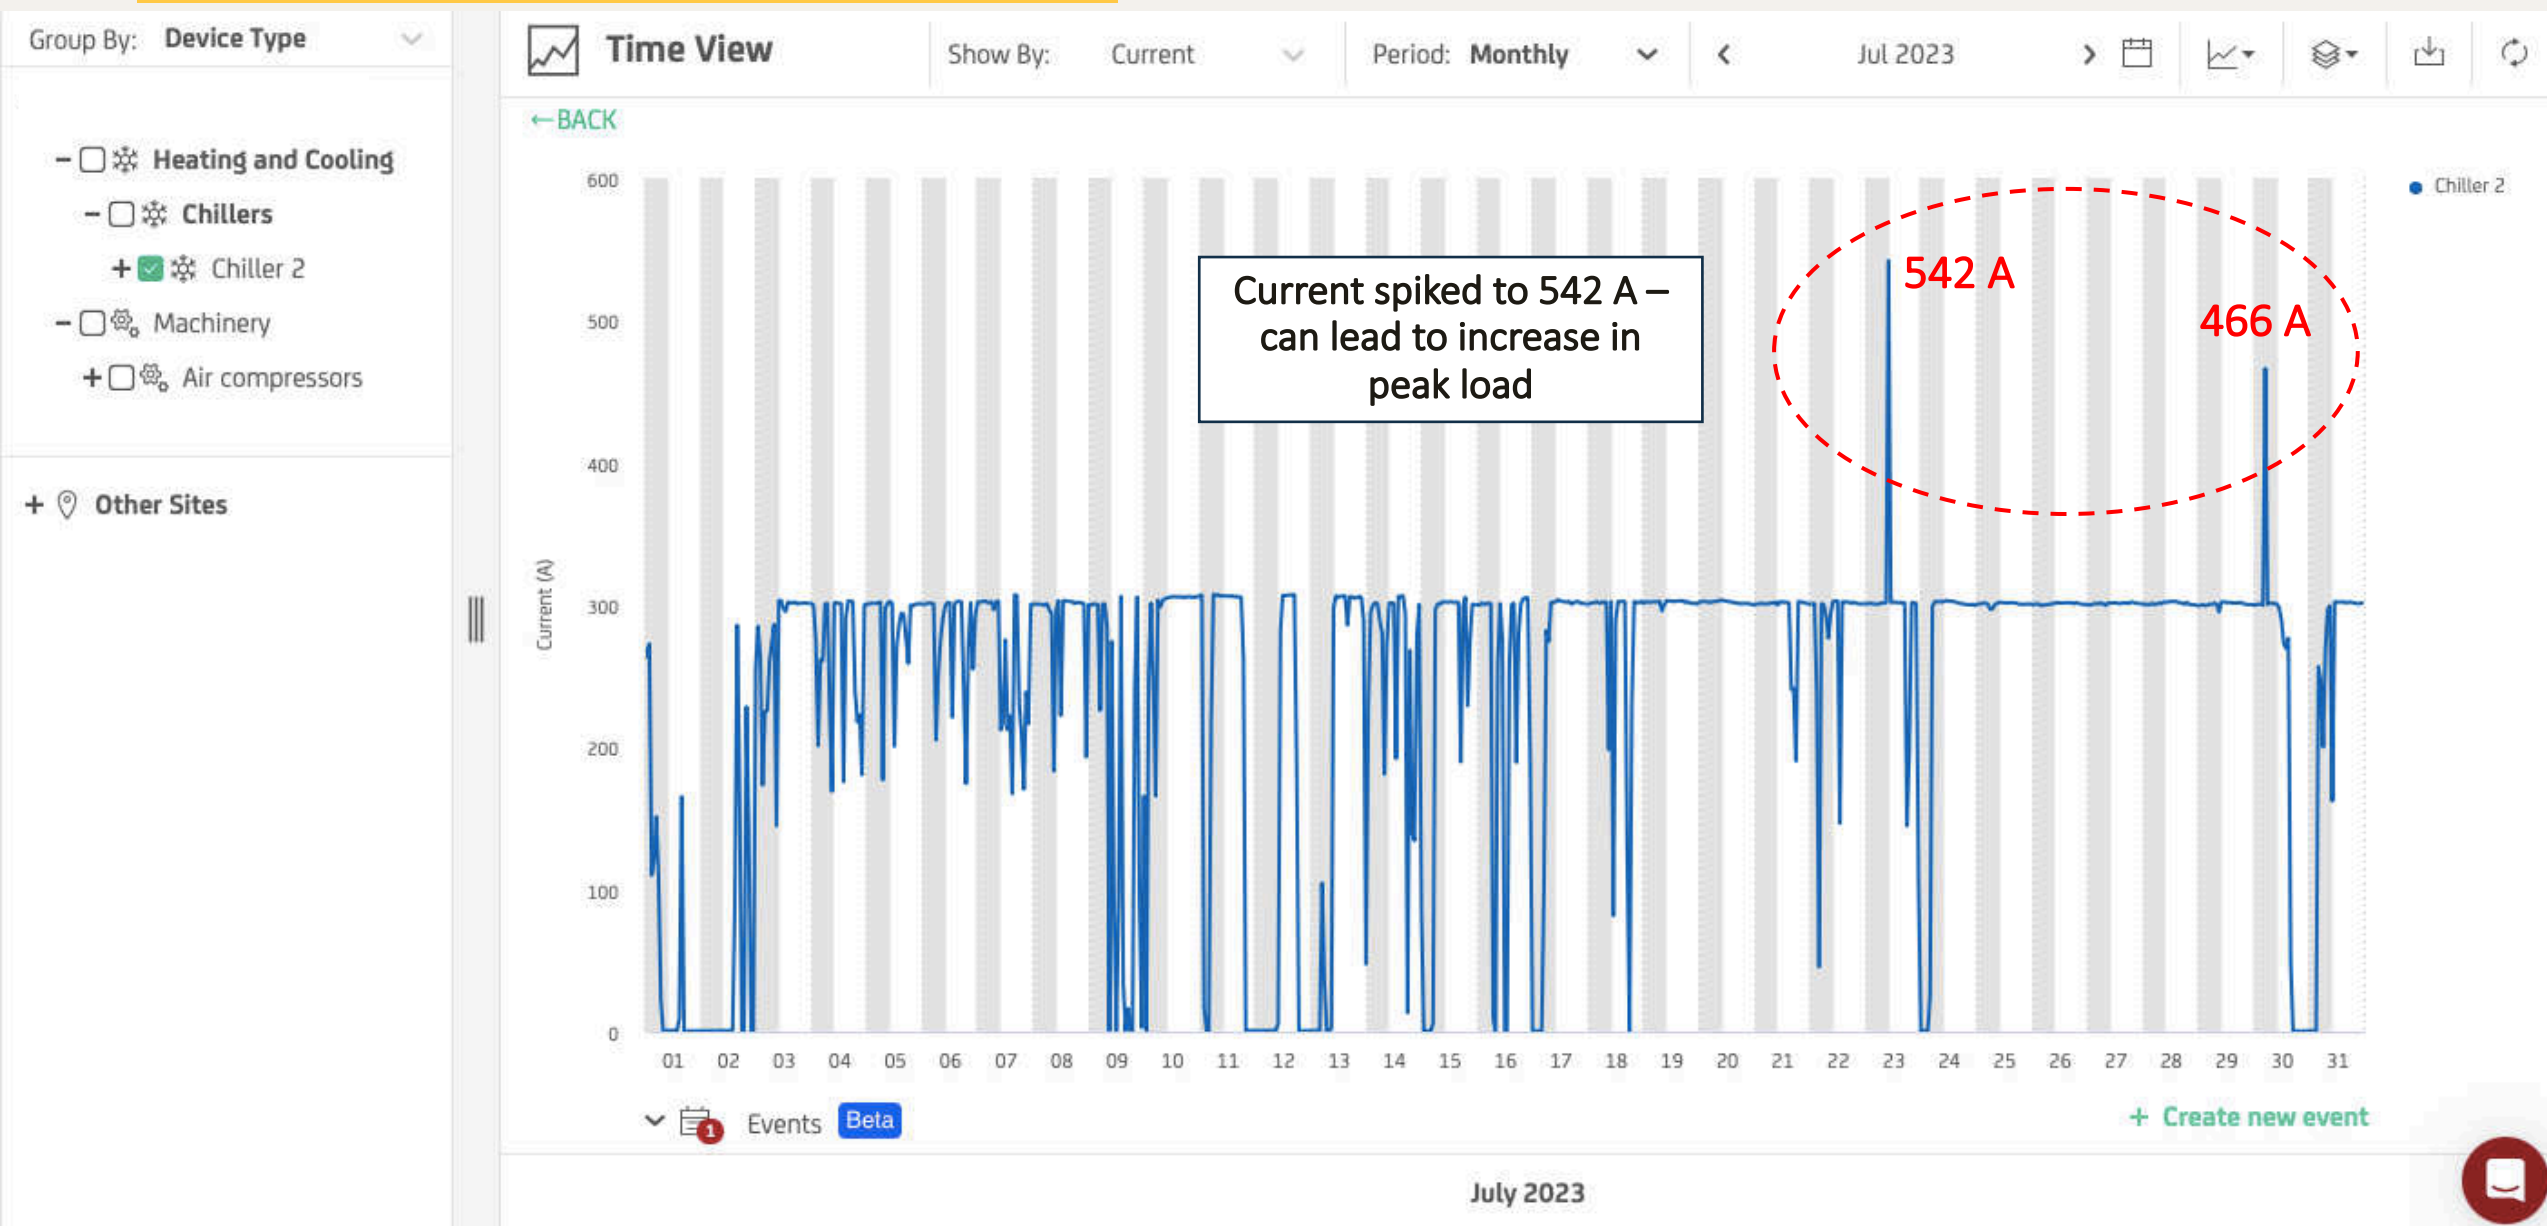 Group By: Device Type
Time View
Show By: Current
Period: Monthly
Jul 2023
←BACK
Heating and Cooling
Chillers
Chiller 2
Machinery
Air compressors
Other Sites
Chiller 2
Current spiked to 542 A –
can lead to increase in
peak load
542 A
466 A
Current (A)
600
500
400
300
200
100
0
01 02 03 04 05 06 07 08 09 10 11 12 13 14 15 16 17 18 19 20 21 22 23 24 25 26 27 28 29 30 31
1 Events Beta
+ Create new event
July 2023